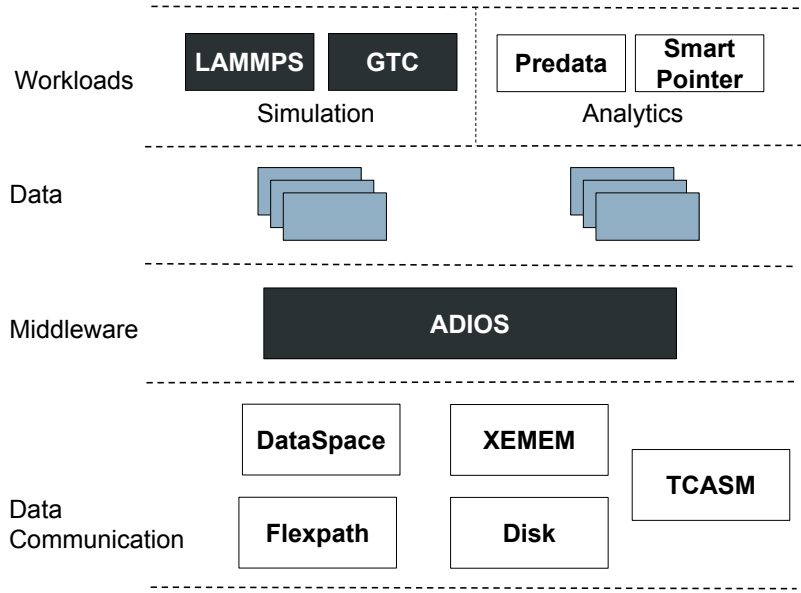 Workloads
LAMMPS
GTC
Simulation
Predata
Smart
Pointer
Analytics
Data
Middleware
ADIOS
Data
Communication
DataSpace
XEMEM
TCASM
Flexpath
Disk